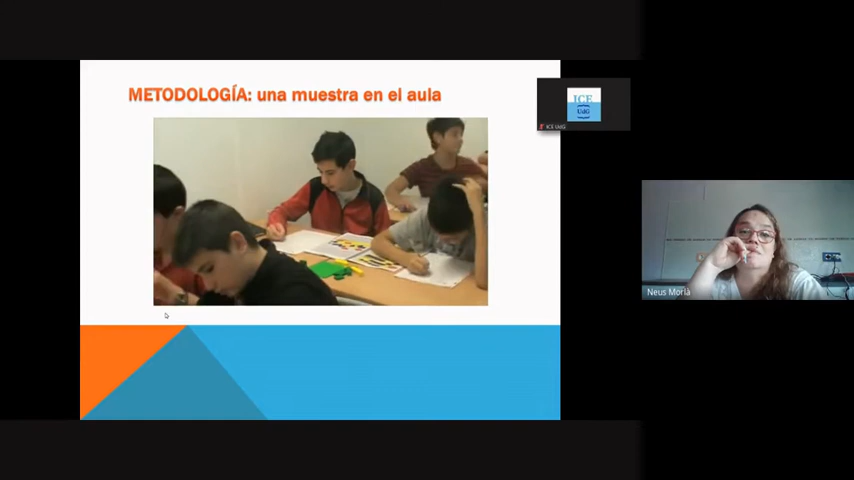 METODOLOGÍA: una muestra en el aula
ICE
UdG
ICE UdG
Neus Morlà